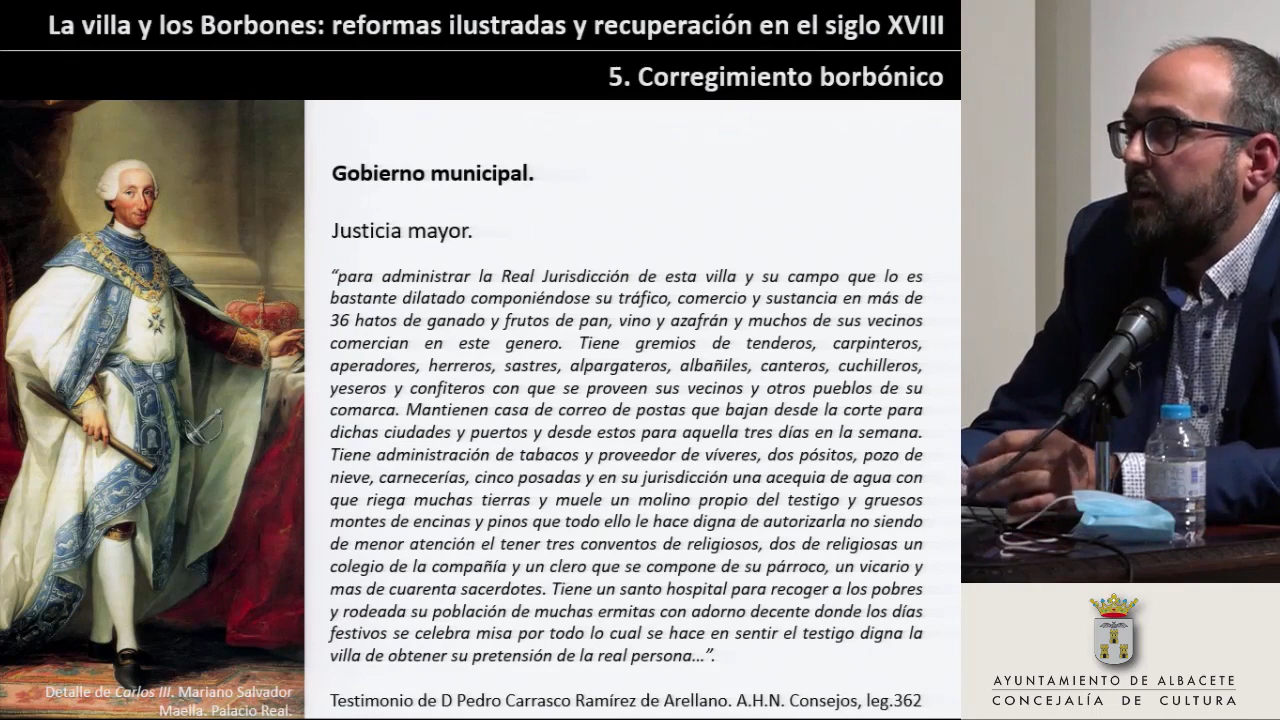 La villa y los Borbones: reformas ilustradas y recuperación en el siglo XVIII
5. Corregimiento borbónico
Gobierno municipal.
Justicia mayor.
“para administrar la Real Jurisdicción de esta villa y su campo que lo es
bastante dilatado componiéndose su tráfico, comercio y sustancia en más de
36 hatos de ganado y frutos de pan, vino y azafrán y muchos de sus vecinos
comercian en este genero. Tiene gremios de tenderos, carpinteros,
aperadores, herreros, sastres, alpargateros, albañiles, canteros, cuchilleros,
yeseros y confiteros con que se proveen sus vecinos y otros pueblos de su
comarca. Mantienen casa de correo de postas que bajan desde la corte para
dichas ciudades y puertos y desde estos para aquella tres días en la semana.
Tiene administración de tabacos y proveedor de víveres, dos pósitos, pozo de
nieve, carnecerías, cinco posadas y en su jurisdicción una acequia de agua con
que riega muchas tierras y muele un molino propio del testigo y gruesos
montes de encinas y pinos que todo ello le hace digna de autorizarla no siendo
de menor atención el tener tres conventos de religiosos, dos de religiosas un
colegio de la compañía y un clero que se compone de su párroco, un vicario y
mas de cuarenta sacerdotes. Tiene un santo hospital para recoger a los pobres
y rodeada su población de muchas ermitas con adorno decente donde los días
festivos se celebra misa por todo lo cual se hace en sentir el testigo digna la
villa de obtener su pretensión de la real persona…”.
Testimonio de D Pedro Carrasco Ramírez de Arellano. A.H.N. Consejos, leg.362
Detalle de Carlos III. Mariano Salvador
Maella. Palacio Real.
AYUNTAMIENTO DE ALBACETE
CONCEJALÍA DE CULTURA